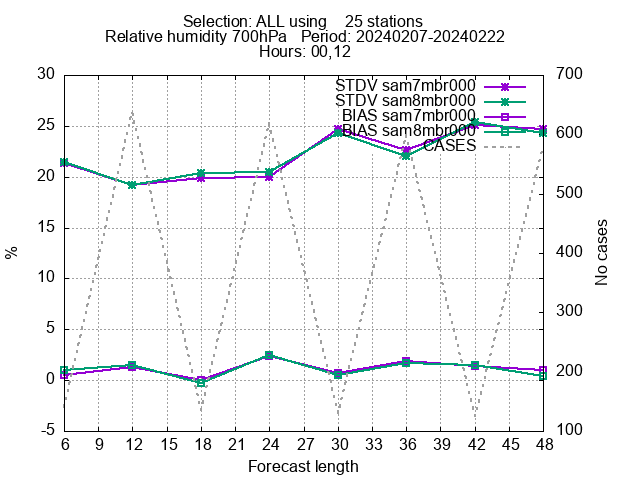 Selection: ALL using    25 stations
Relative humidity 700hPa   Period: 20240207-20240222
Hours: 00,12
30 700
STDV sam7mbr000
STDV sam8mbr000
BIAS sam7mbr000
BIAS sam8mbr000
CASES
25 600
20 500
15 400
10 300
5 200
0 100
-5
%
No cases
6 9 12 15 18 21 24 27 30 33 36 39 42 45 48
Forecast length